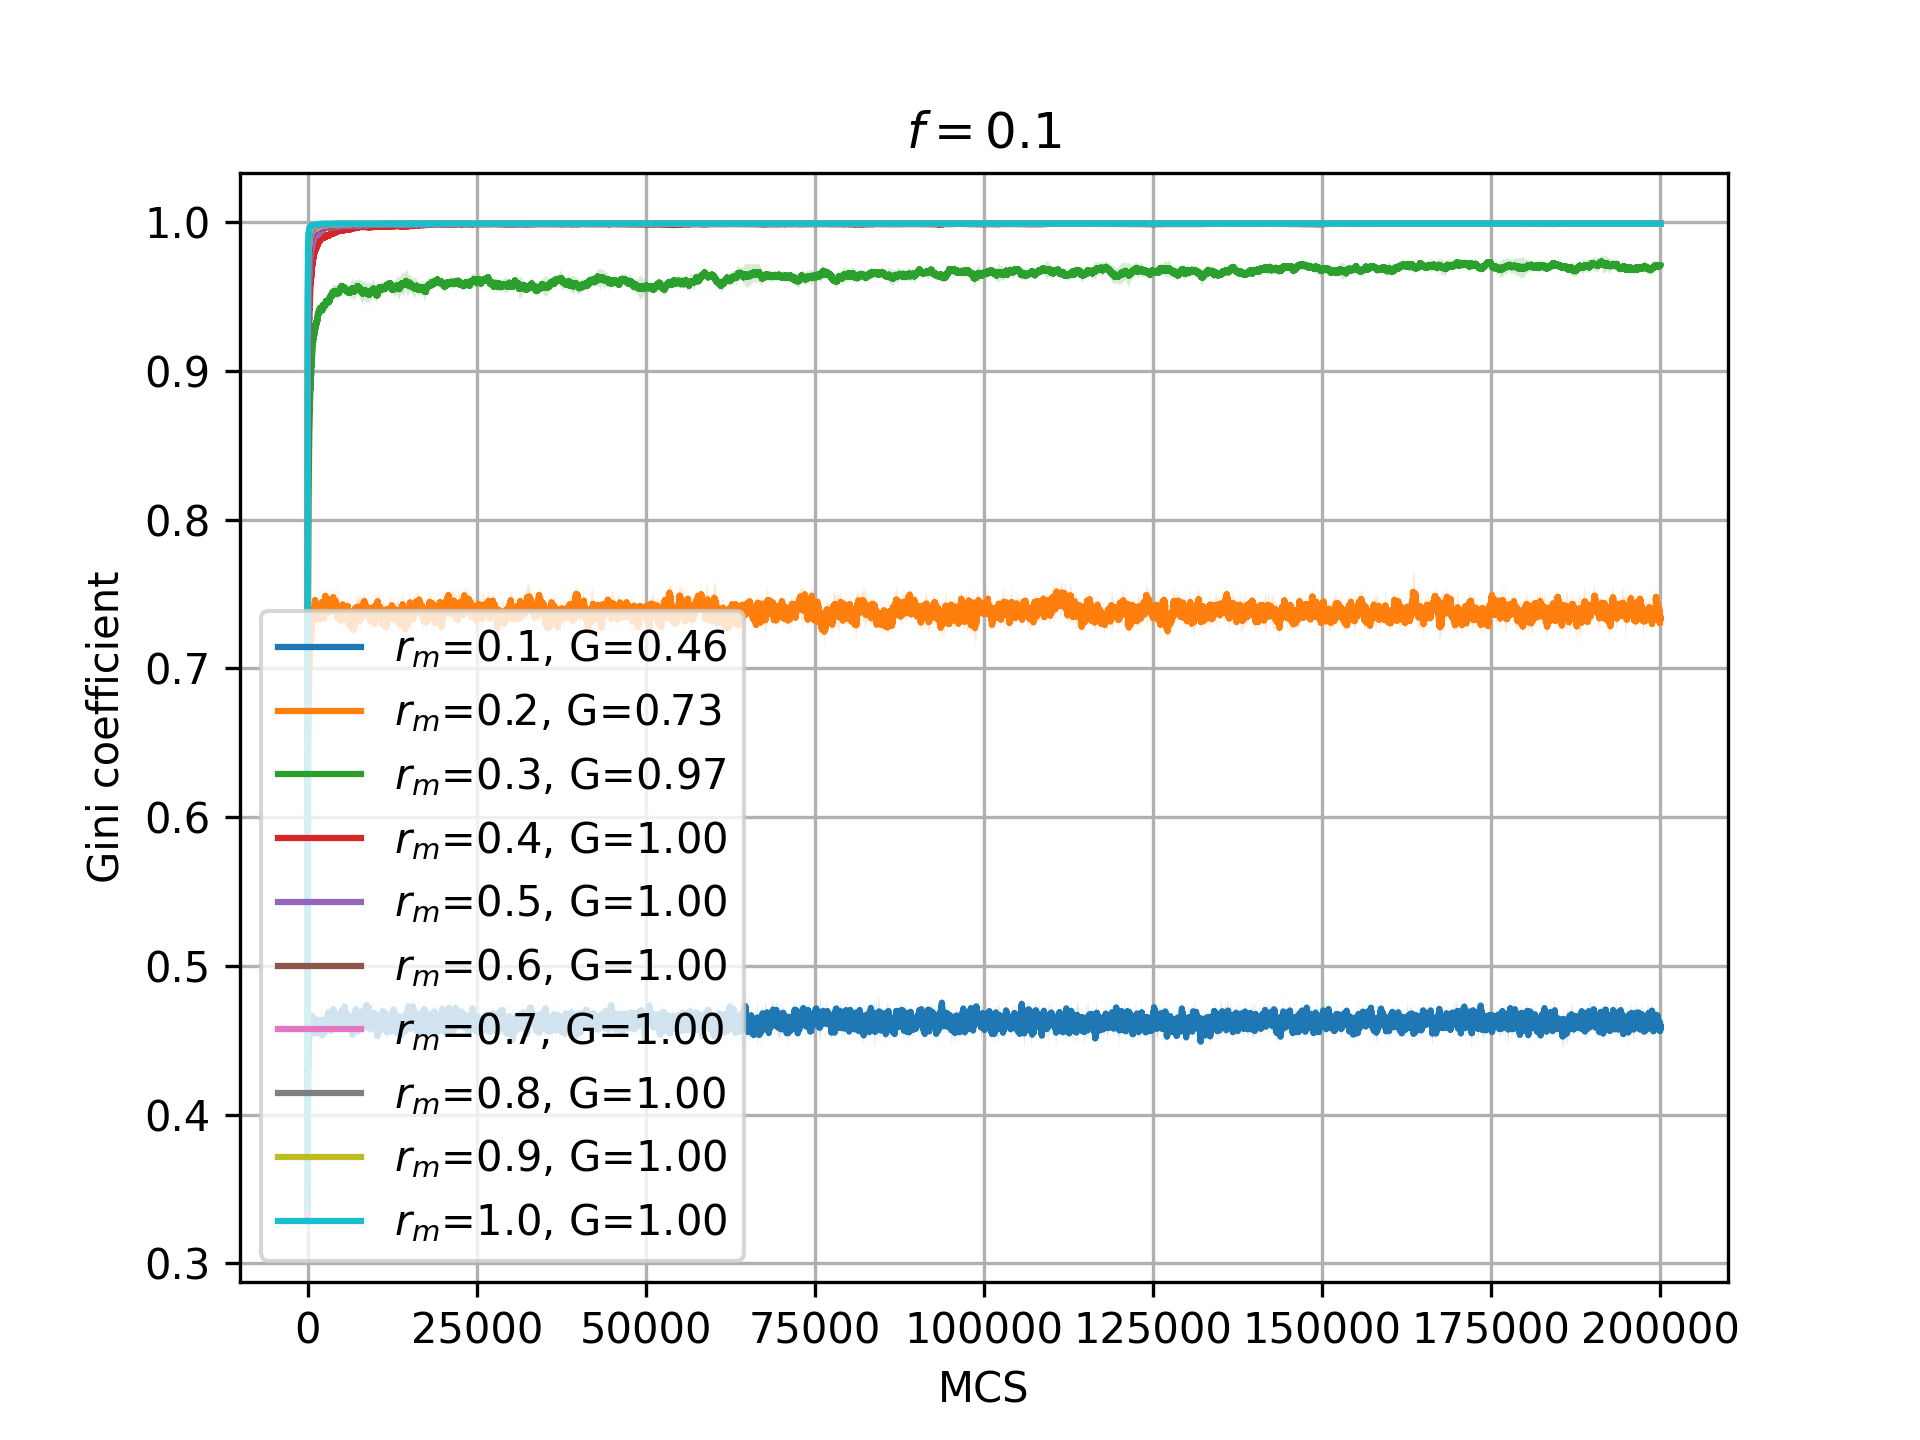 f = 0.1
Gini coefficient
1.0
0.9
0.8
0.7
0.6
0.5
0.4
0.3
r_m=0.1, G=0.46
r_m=0.2, G=0.73
r_m=0.3, G=0.97
r_m=0.4, G=1.00
r_m=0.5, G=1.00
r_m=0.6, G=1.00
r_m=0.7, G=1.00
r_m=0.8, G=1.00
r_m=0.9, G=1.00
r_m=1.0, G=1.00
0 25000 50000 75000 100000 125000 150000 175000 200000
MCS